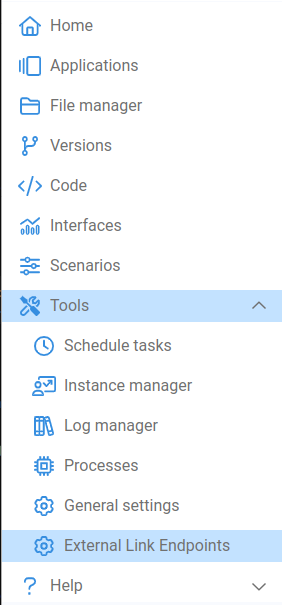 Home
Applications
File manager
Versions
Code
Interfaces
Scenarios
Tools
Schedule tasks
Instance manager
Log manager
Processes
General settings
External Link Endpoints
Help